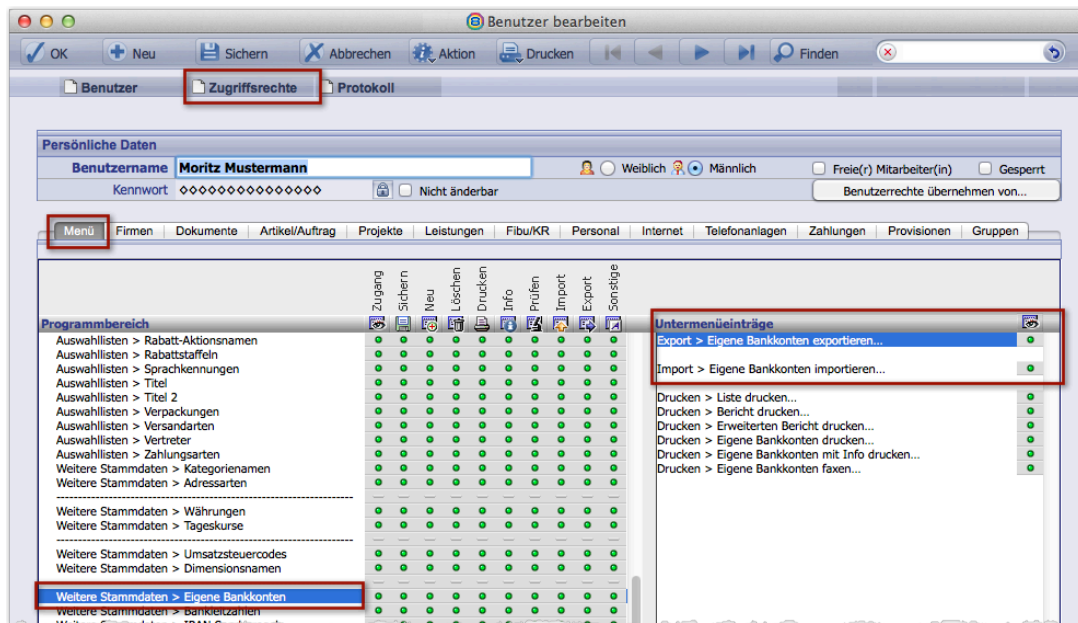 Benutzer bearbeiten
OK Neu Sichern Abbrechen Aktion Drucken Finden
Benutzer Zugriffsrechte Protokoll
Persönliche Daten
Benutzername Moritz Mustermann Weiblich Männlich Freie(r) Mitarbeiter(in) Gesperrt
Kennwort ◊◊◊◊◊◊◊◊◊◊◊◊◊◊◊ Nicht änderbar Benutzerrechte übernehmen von...
Menü Firmen Dokumente Artikel/Auftrag Projekte Leistungen Fibu/KR Personal Internet Telefonanlagen Zahlungen Provisionen Gruppen
Zugang Sichern Neu Löschen Drucken Info Prüfen Import Export Sonstige
Programmbereich
Auswahllisten > Rabatt-Aktionsnamen
Auswahllisten > Rabattstaffeln
Auswahllisten > Sprachkennungen
Auswahllisten > Titel
Auswahllisten > Titel 2
Auswahllisten > Verpackungen
Auswahllisten > Versandarten
Auswahllisten > Vertreter
Auswahllisten > Zahlungsarten
Weitere Stammdaten > Kategorienamen
Weitere Stammdaten > Adressarten
Weitere Stammdaten > Währungen
Weitere Stammdaten > Tageskurse
Weitere Stammdaten > Umsatzsteuercodes
Weitere Stammdaten > Dimensionsnamen
Weitere Stammdaten > Eigene Bankkonten
Weitere Stammdaten > Bankleitzahlen
Untermenüeinträge
Export > Eigene Bankkonten exportieren...
Import > Eigene Bankkonten importieren...
Drucken > Liste drucken...
Drucken > Bericht drucken...
Drucken > Erweiterten Bericht drucken...
Drucken > Eigene Bankkonten drucken...
Drucken > Eigene Bankkonten mit Info drucken...
Drucken > Eigene Bankkonten faxen...